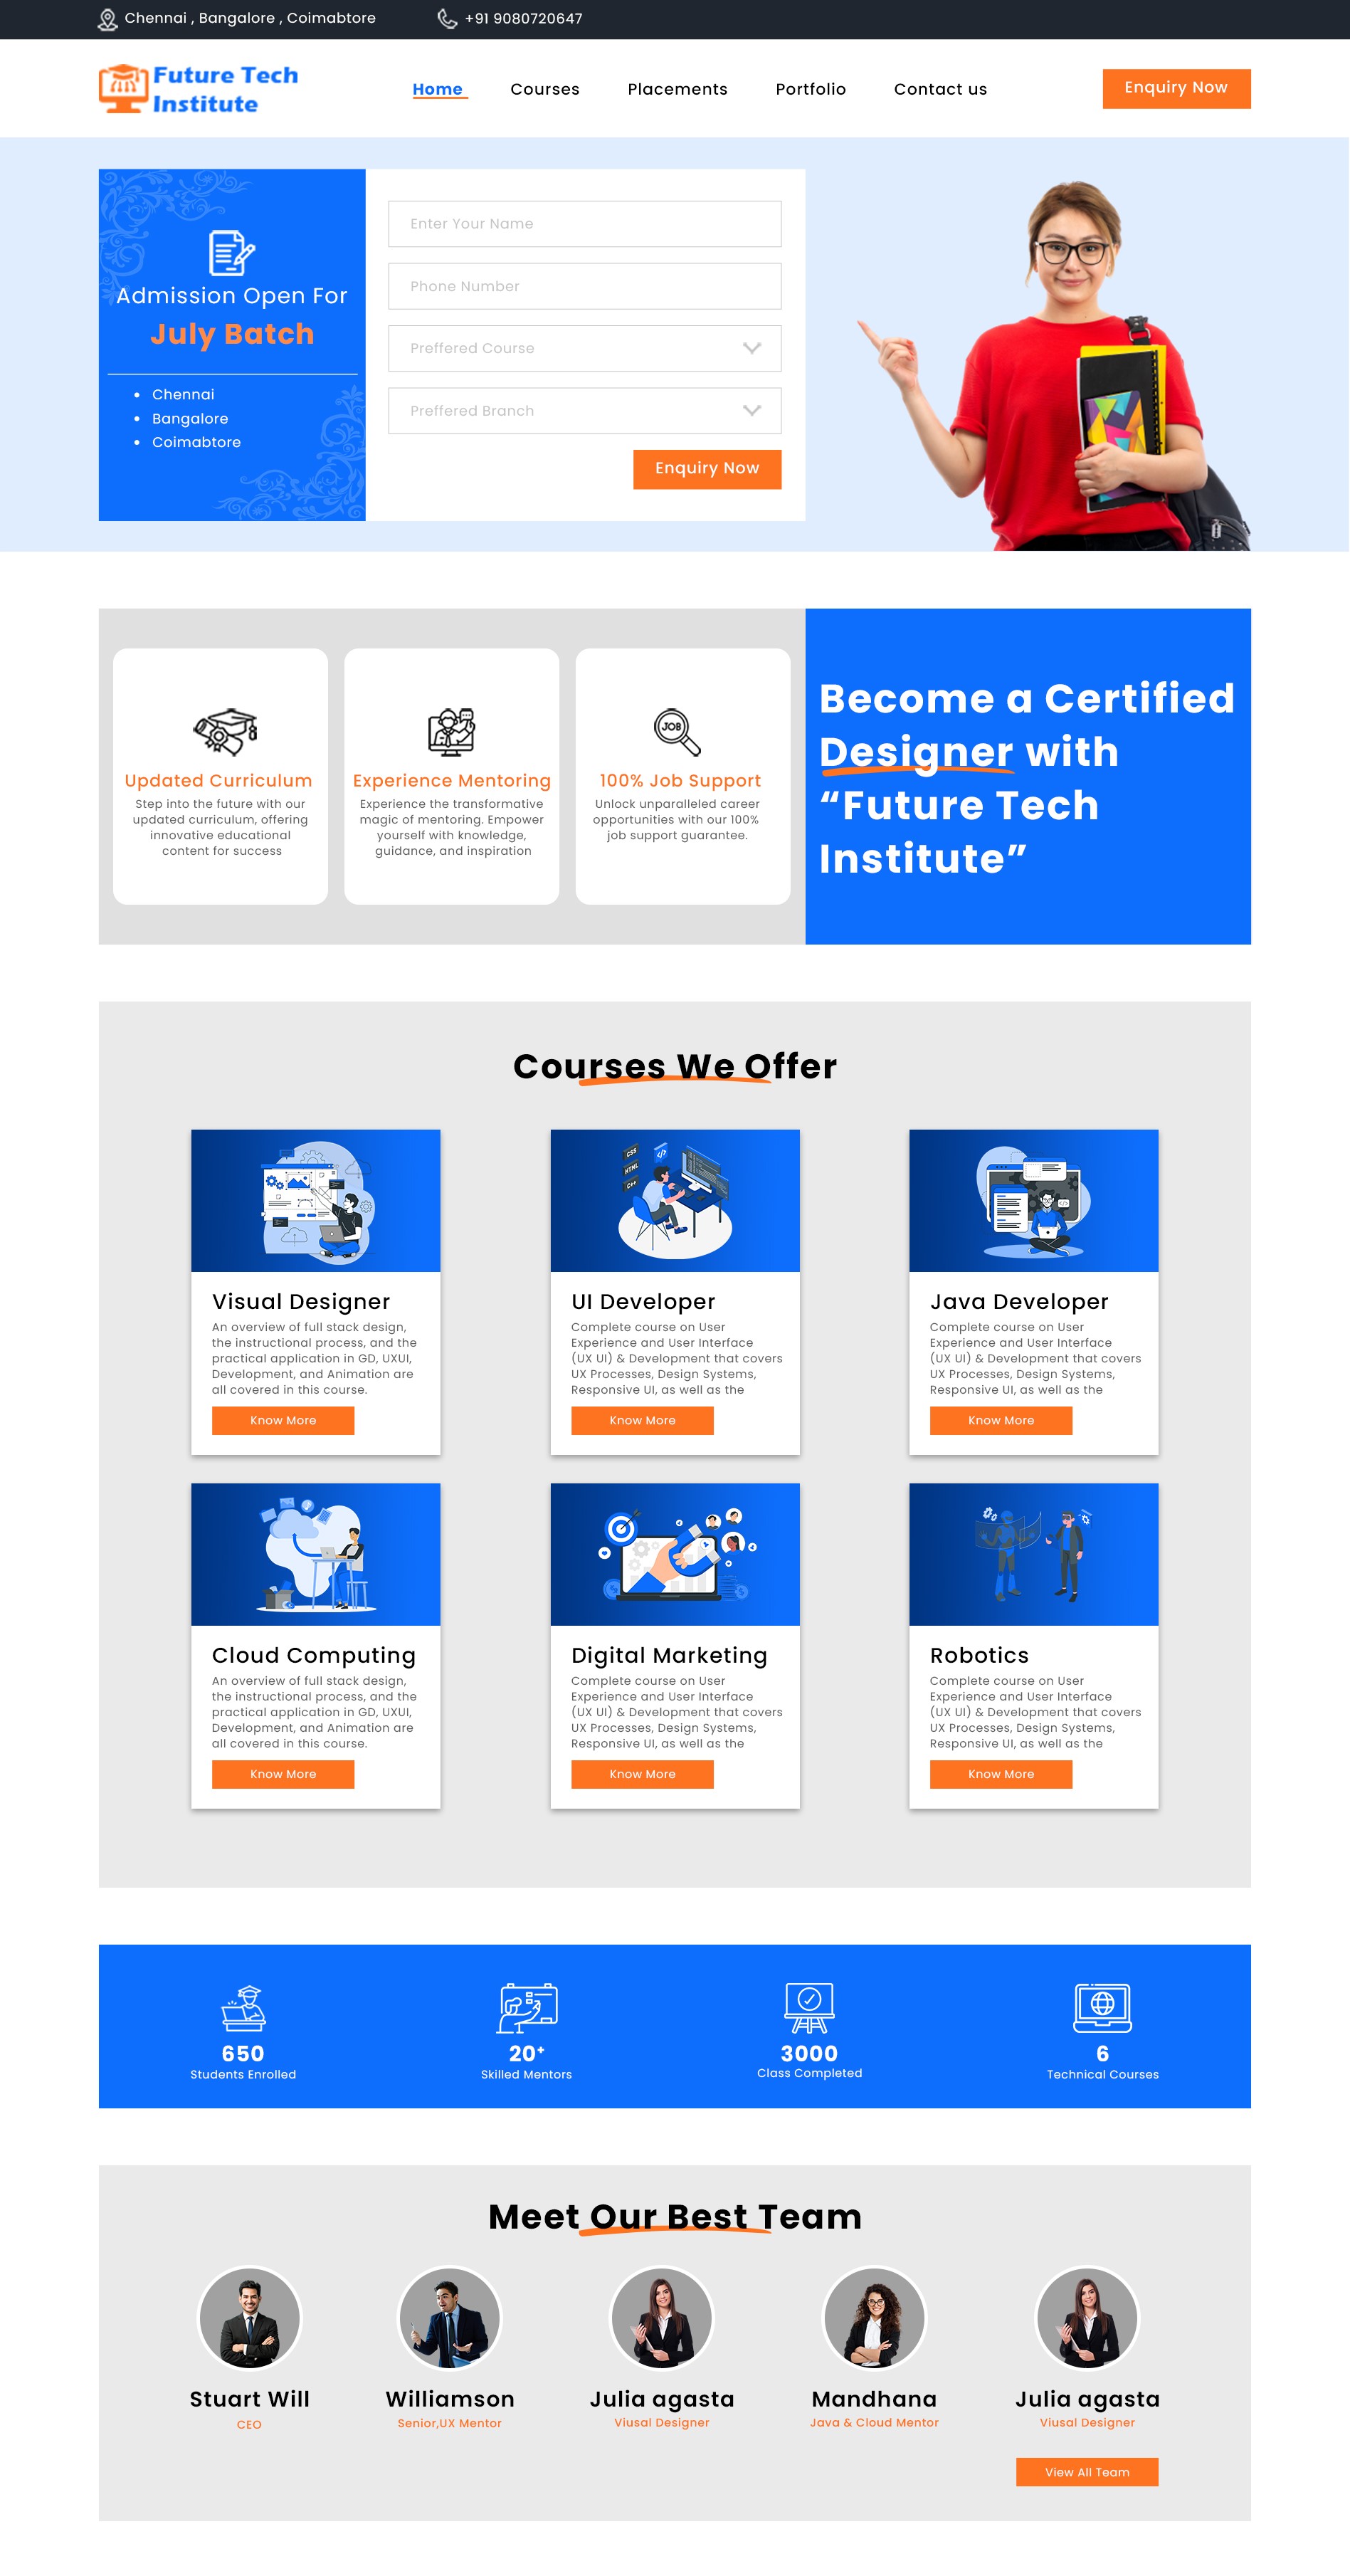 Chennai , Bangalore , Coimabtore
+91 9080720647
Future Tech
Institute
Home
Courses
Placements
Portfolio
Contact us
Enquiry Now
Admission Open For
July Batch
Chennai
Bangalore
Coimabtore
Enter Your Name
Phone Number
Preffered Course
Preffered Branch
Enquiry Now
JOB
Updated Curriculum
Step into the future with our
updated curriculum, offering
innovative educational
content for success
Experience Mentoring
Experience the transformative
magic of mentoring. Empower
yourself with knowledge,
guidance, and inspiration
100% Job Support
Unlock unparalleled career
opportunities with our 100%
job support guarantee.
Become a Certified
Designer with
“Future Tech
Institute”
Courses We Offer
CSS
HTML
C++
Visual Designer
An overview of full stack design,
the instructional process, and the
practical application in GD, UXUI,
Development, and Animation are
all covered in this course.
Know More
UI Developer
Complete course on User
Experience and User Interface
(UX UI) & Development that covers
UX Processes, Design Systems,
Responsive UI, as well as the
Know More
Java Developer
Complete course on User
Experience and User Interface
(UX UI) & Development that covers
UX Processes, Design Systems,
Responsive UI, as well as the
Know More
Cloud Computing
An overview of full stack design,
the instructional process, and the
practical application in GD, UXUI,
Development, and Animation are
all covered in this course.
Know More
Digital Marketing
Complete course on User
Experience and User Interface
(UX UI) & Development that covers
UX Processes, Design Systems,
Responsive UI, as well as the
Know More
Robotics
Complete course on User
Experience and User Interface
(UX UI) & Development that covers
UX Processes, Design Systems,
Responsive UI, as well as the
Know More
650
Students Enrolled
20+
Skilled Mentors
3000
Class Completed
6
Technical Courses
Meet Our Best Team
Stuart Will
CEO
Williamson
Senior,UX Mentor
Julia agasta
Viusal Designer
Mandhana
Java & Cloud Mentor
Julia agasta
Viusal Designer
View All Team